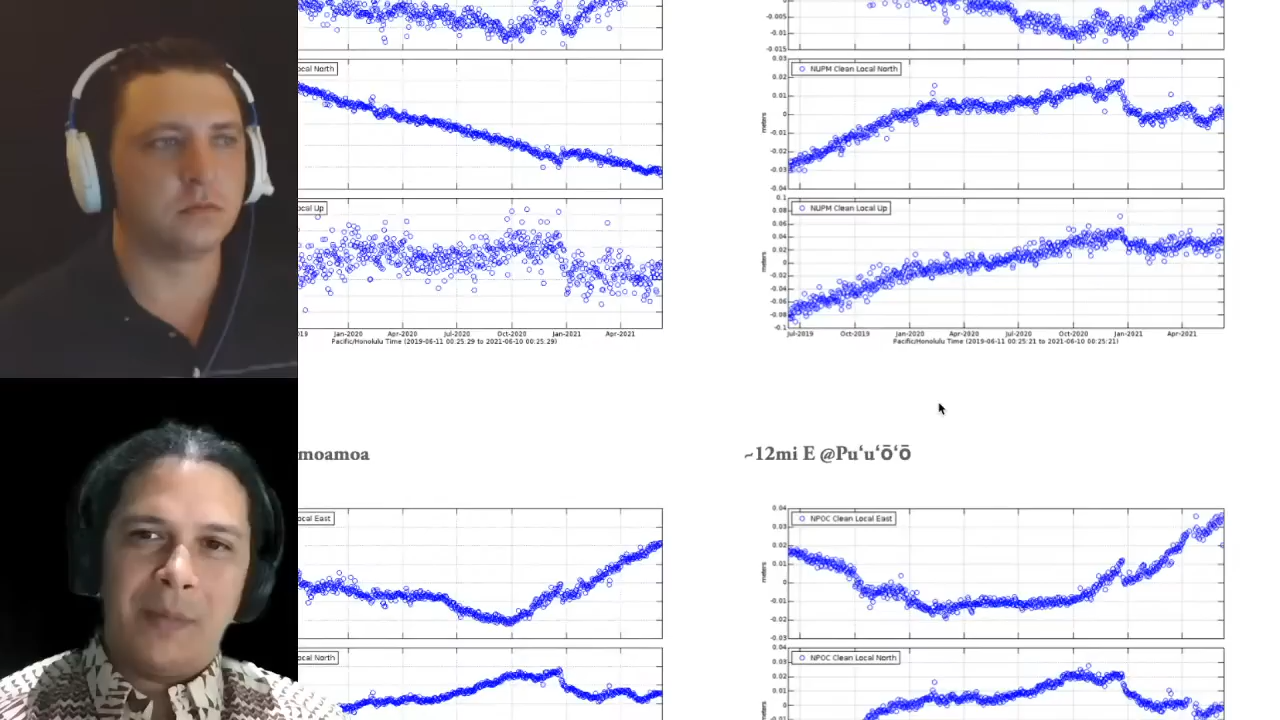 -0.005
-0.01
-0.015
ocal North
0.03
NUPM Clean Local North
0.02
0.01
0
meters
-0.01
-0.02
-0.03
-0.04
ocal Up
0.1
NUPM Clean Local Up
0.08
0.06
0.04
0.02
0
meters
-0.02
-0.04
-0.06
-0.08
-0.1
019 Jan-2020 Apr-2020 Jul-2020 Oct-2020 Jan-2021 Apr-2021
Pacific/Honolulu Time (2019-06-11 00:25:29 to 2021-06-10 00:25:29)
Jul-2019 Oct-2019 Jan-2020 Apr-2020 Jul-2020 Oct-2020 Jan-2021 Apr-2021
Pacific/Honolulu Time (2019-06-11 00:25:21 to 2021-06-10 00:25:21)
moamoa
~12mi E @Puʻuʻōʻō
ocal East
0.04
NPOC Clean Local East
0.03
0.02
0.01
meters
0
-0.01
-0.02
-0.03
ocal North
0.04
NPOC Clean Local North
0.03
0.02
0.01
meters
0
-0.01